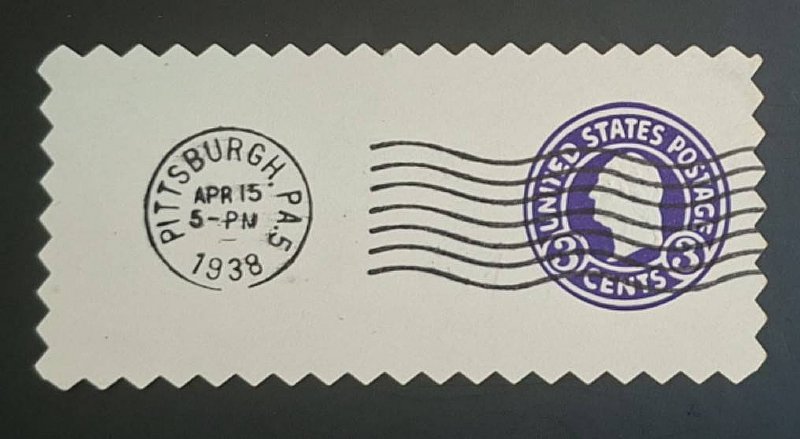 PITTSBURGH, PA.5
APR 15
5-PM
1938
UNITED STATES POSTAGE
3 CENTS 3